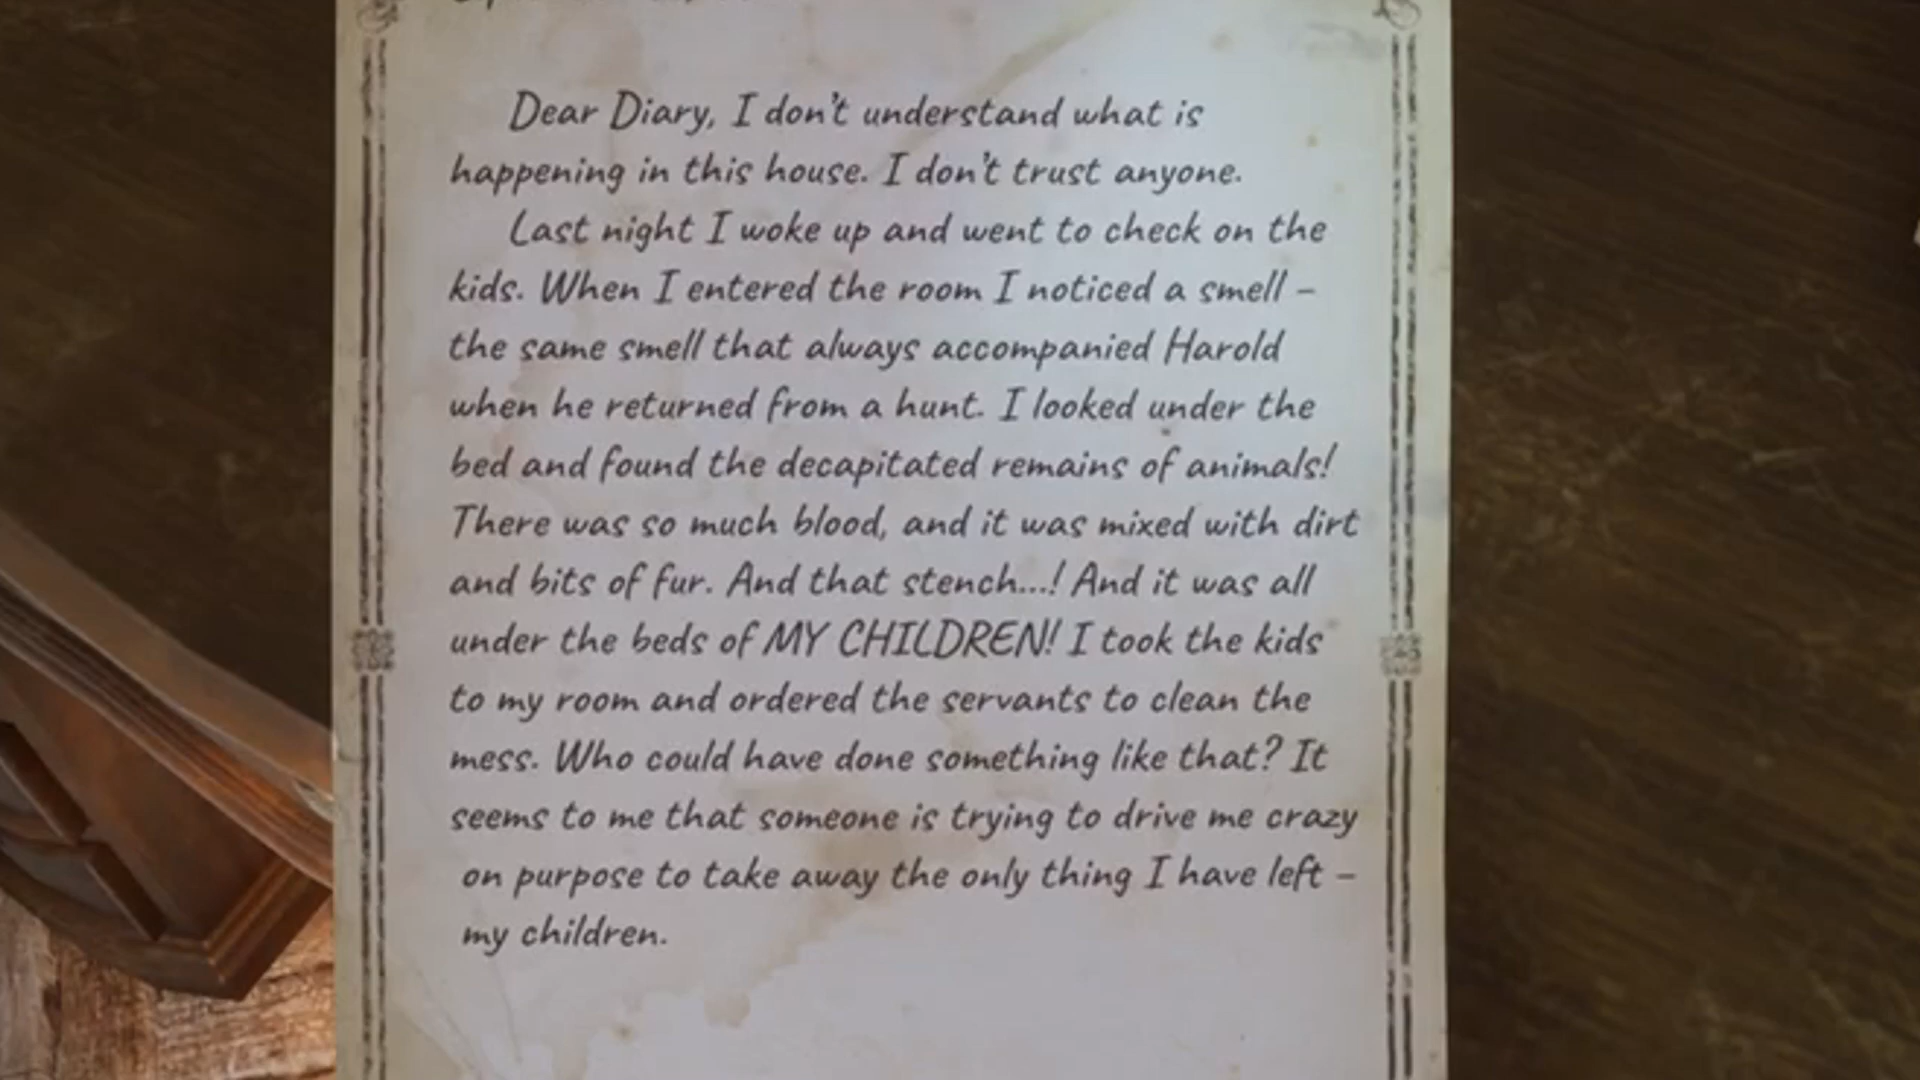 Dear Diary, I don't understand what is
happening in this house. I don't trust anyone.
Last night I woke up and went to check on the
kids. When I entered the room I noticed a smell –
the same smell that always accompanied Harold
when he returned from a hunt. I looked under the
bed and found the decapitated remains of animals!
There was so much blood, and it was mixed with dirt
and bits of fur. And that stench...! And it was all
under the beds of MY CHILDREN! I took the kids
to my room and ordered the servants to clean the
mess. Who could have done something like that? It
seems to me that someone is trying to drive me crazy
on purpose to take away the only thing I have left –
my children.